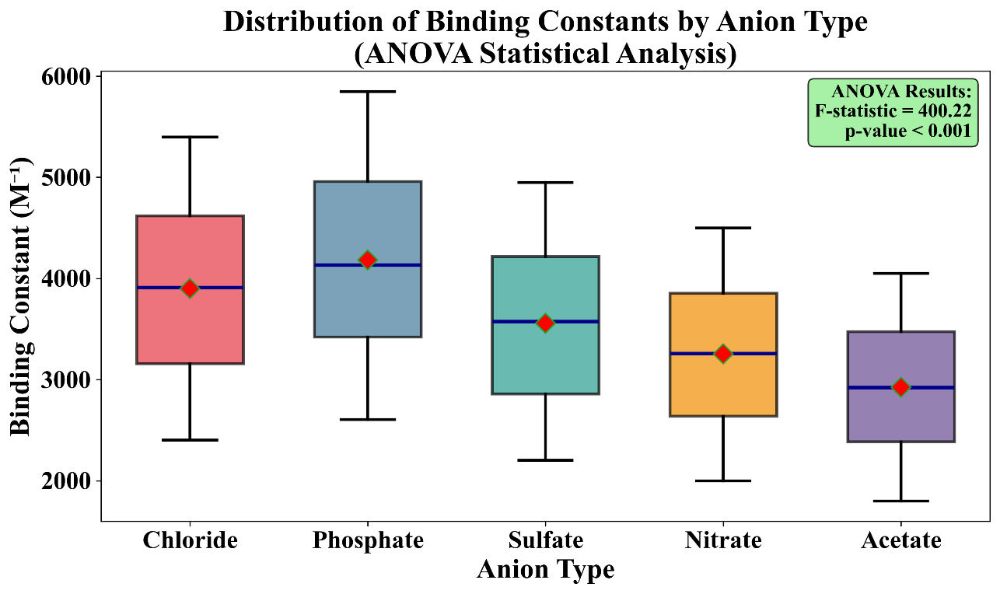 Distribution of Binding Constants by Anion Type
(ANOVA Statistical Analysis)
ANOVA Results:
F-statistic = 400.22
p-value < 0.001
Binding Constant (M⁻¹)
6000
5000
4000
3000
2000
Chloride Phosphate Sulfate Nitrate Acetate
Anion Type